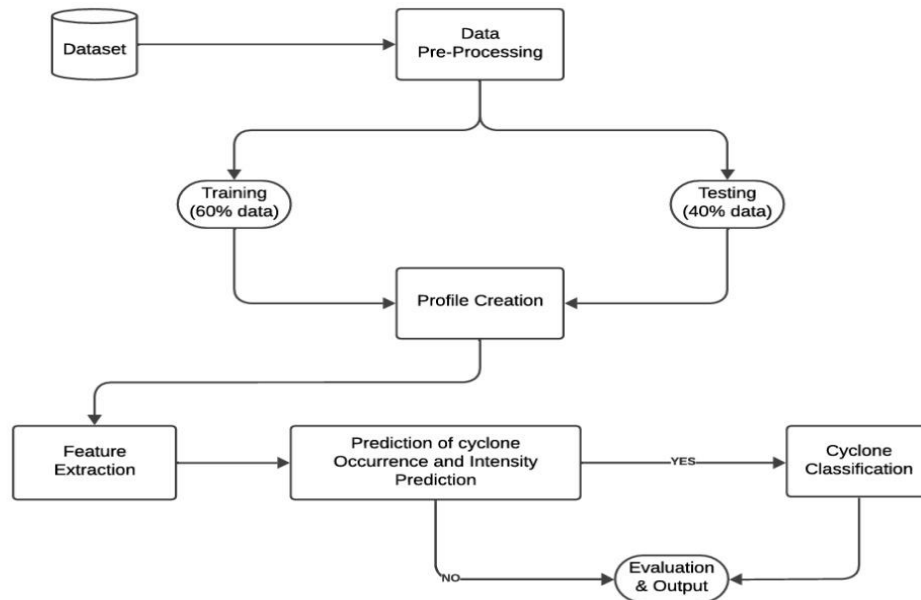 Dataset
Data
Pre-Processing
Training
(60% data)
Testing
(40% data)
Profile Creation
Feature
Extraction
Prediction of cyclone
Occurrence and Intensity
Prediction
YES
Cyclone
Classification
NO
Evaluation
& Output